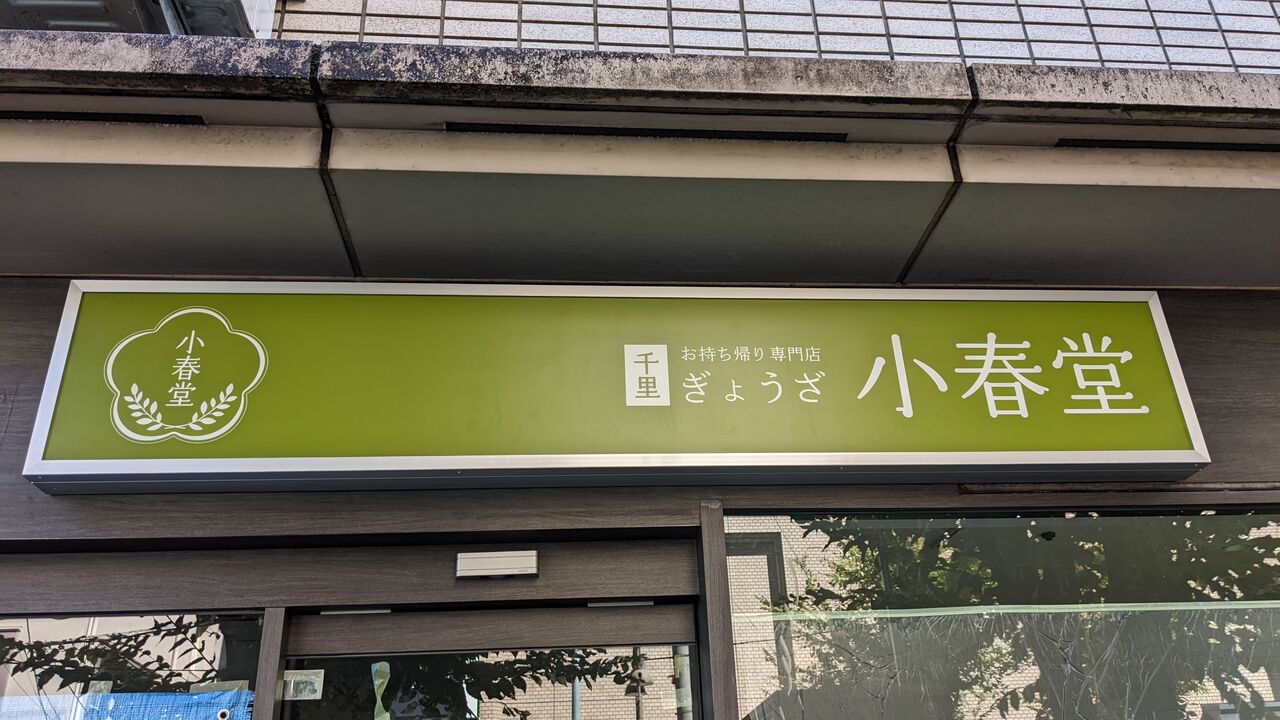 小春堂
千里
お持ち帰り専門店
ぎょうざ
小春堂